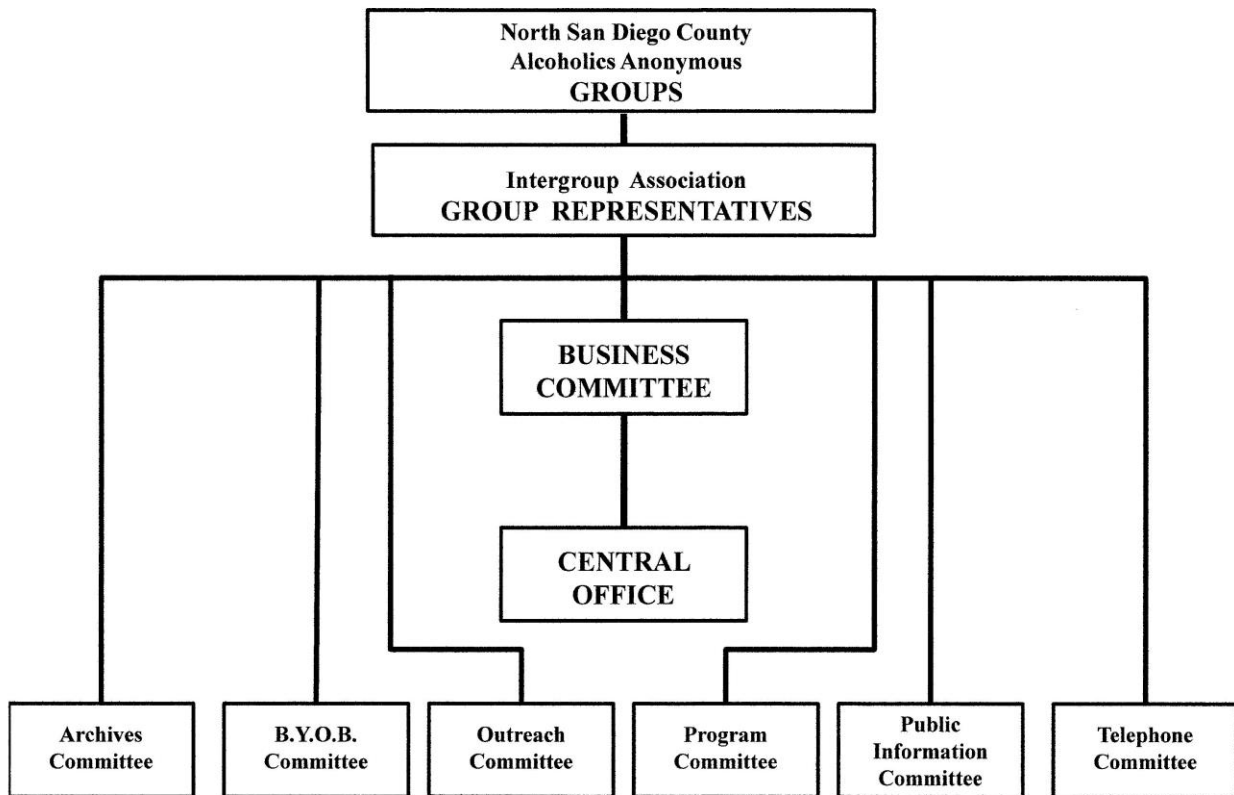 North San Diego County
Alcoholics Anonymous
GROUPS
Intergroup Association
GROUP REPRESENTATIVES
BUSINESS
COMMITTEE
CENTRAL
OFFICE
Archives
Committee
B.Y.O.B.
Committee
Outreach
Committee
Program
Committee
Public
Information
Committee
Telephone
Committee